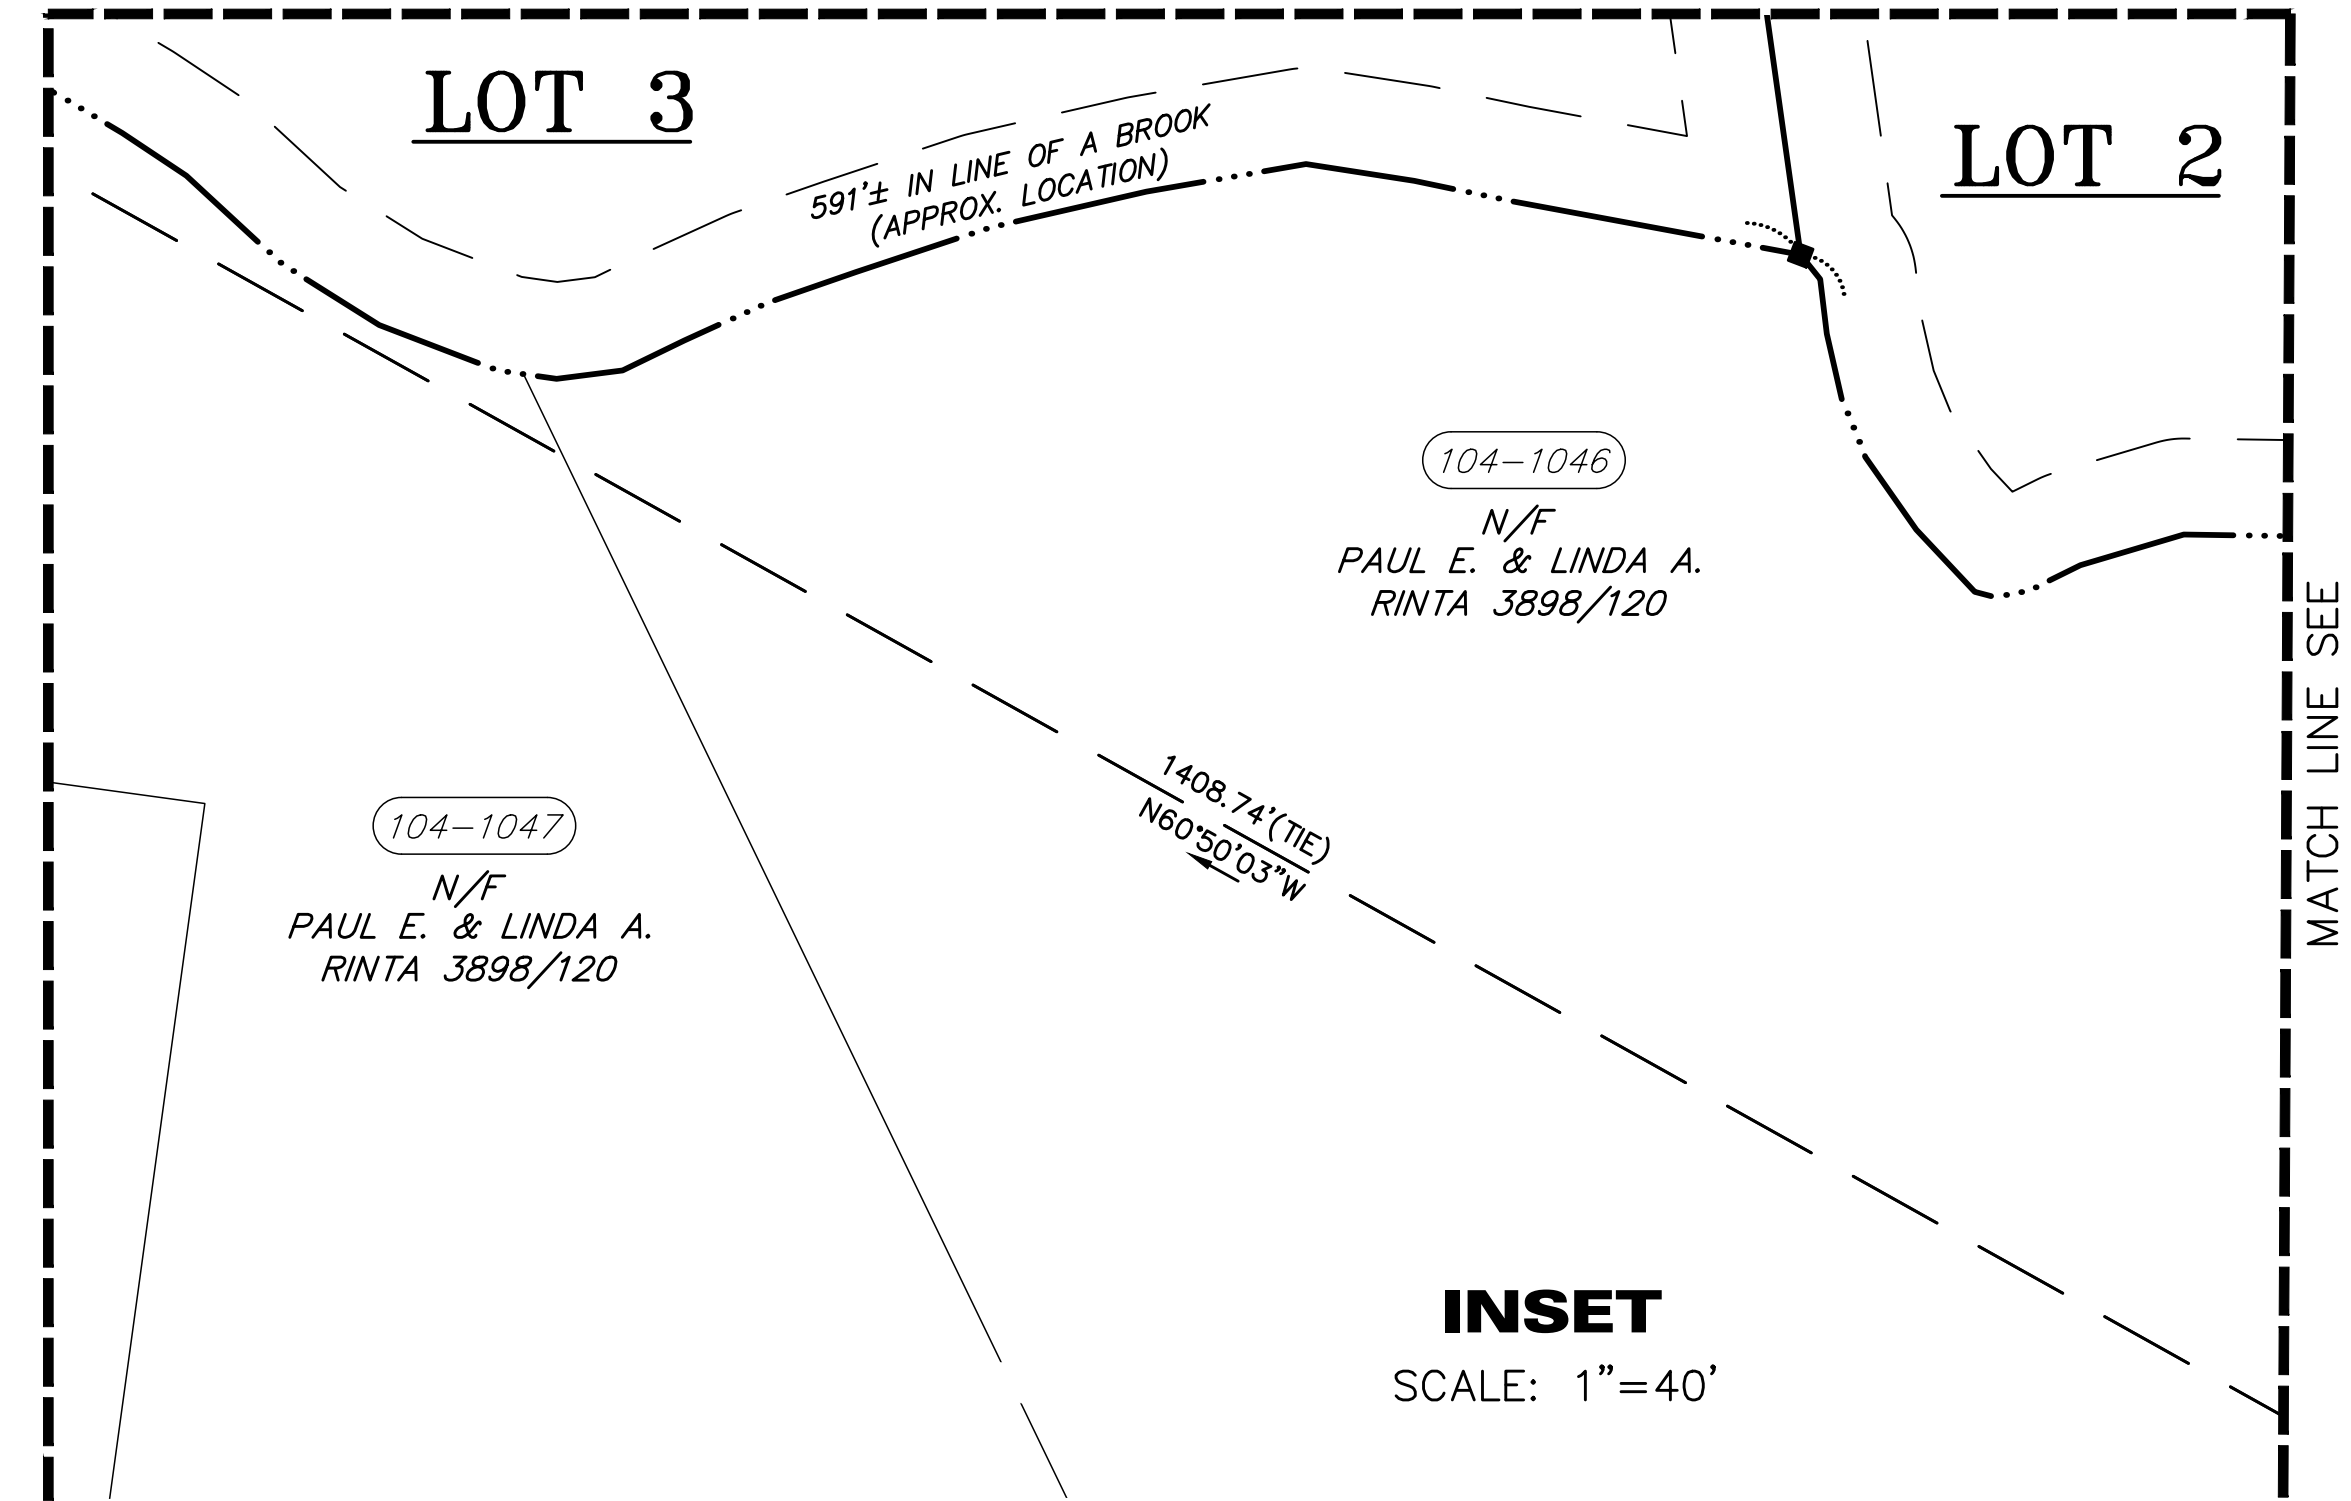 LOT 3
LOT 2
591'± IN LINE OF A BROOK
(APPROX. LOCATION)
104-1046
N/F
PAUL E. & LINDA A.
RINTA 3898/120
MATCH LINE SEE
1408.74'(TIE)
N60°50'03"W
104-1047
N/F
PAUL E. & LINDA A.
RINTA 3898/120
INSET
SCALE: 1"=40'